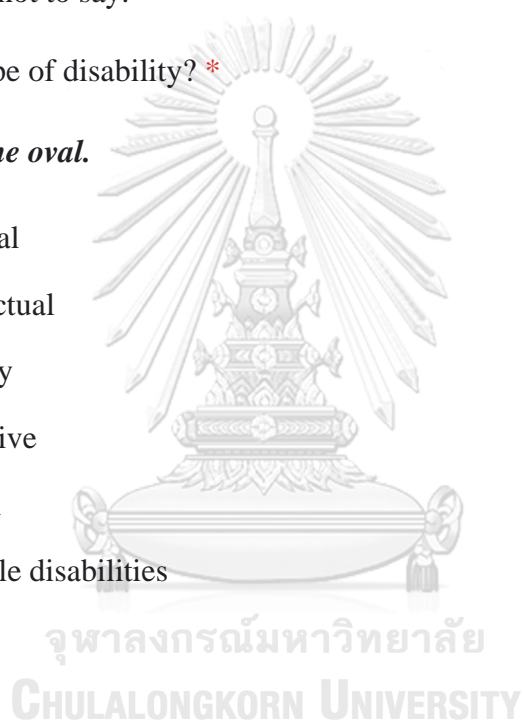 not to say.
pe of disability? *
ne oval.
al
ctual
y
ive
le disabilities
จุฬาลงกรณ์มหาวิทยาลัย
CHULALONGKORN UNIVERSITY